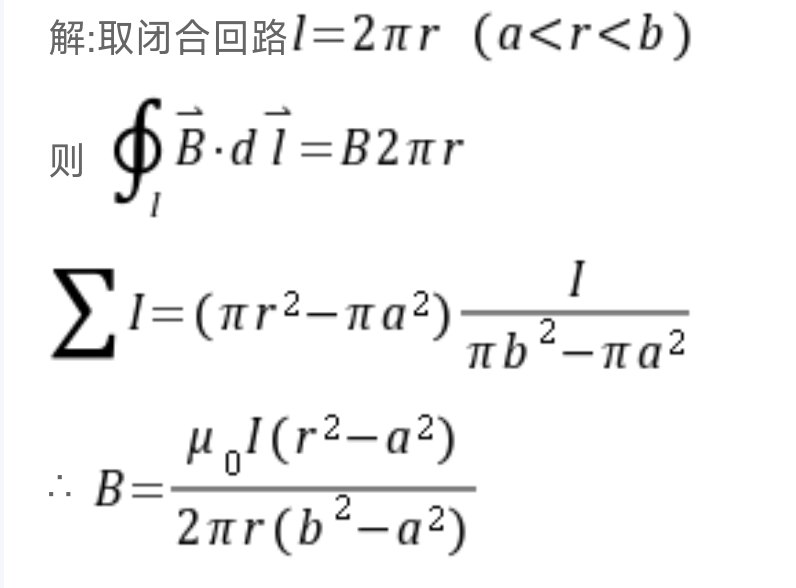 解:取闭合回路l=2πr (a<r<b)
则 ∮_l B⃗·d l⃗=B2πr
∑I=(πr²−πa²) I/(πb²−πa²)
∴ B= μ₀I(r²−a²)/(2πr(b²−a²))